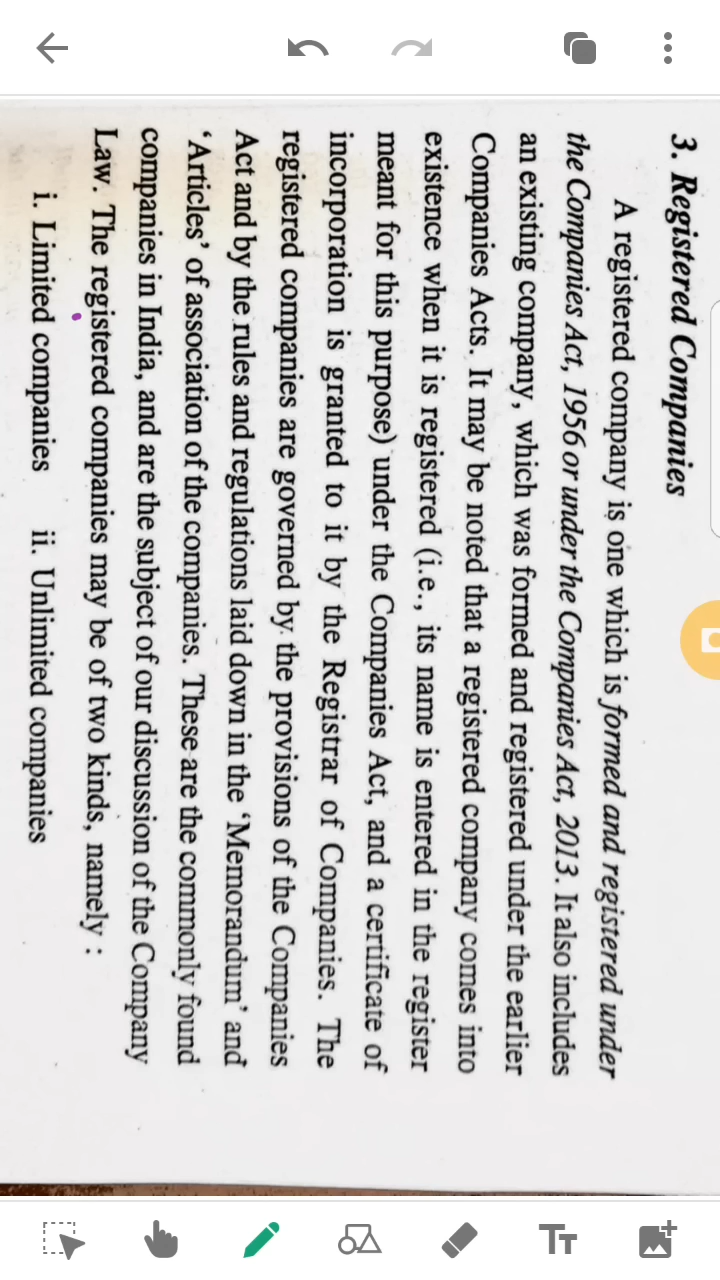 3. Registered Companies
A registered company is one which is formed and registered under
the Companies Act, 1956 or under the Companies Act, 2013. It also includes
an existing company, which was formed and registered under the earlier
Companies Acts. It may be noted that a registered company comes into
existence when it is registered (i.e., its name is entered in the register
meant for this purpose) under the Companies Act, and a certificate of
incorporation is granted to it by the Registrar of Companies. The
registered companies are governed by the provisions of the Companies
Act and by the rules and regulations laid down in the ‘Memorandum’ and
‘Articles’ of association of the companies. These are the commonly found
companies in India, and are the subject of our discussion of the Company
Law. The registered companies may be of two kinds, namely :
i. Limited companies ii. Unlimited companies
TT